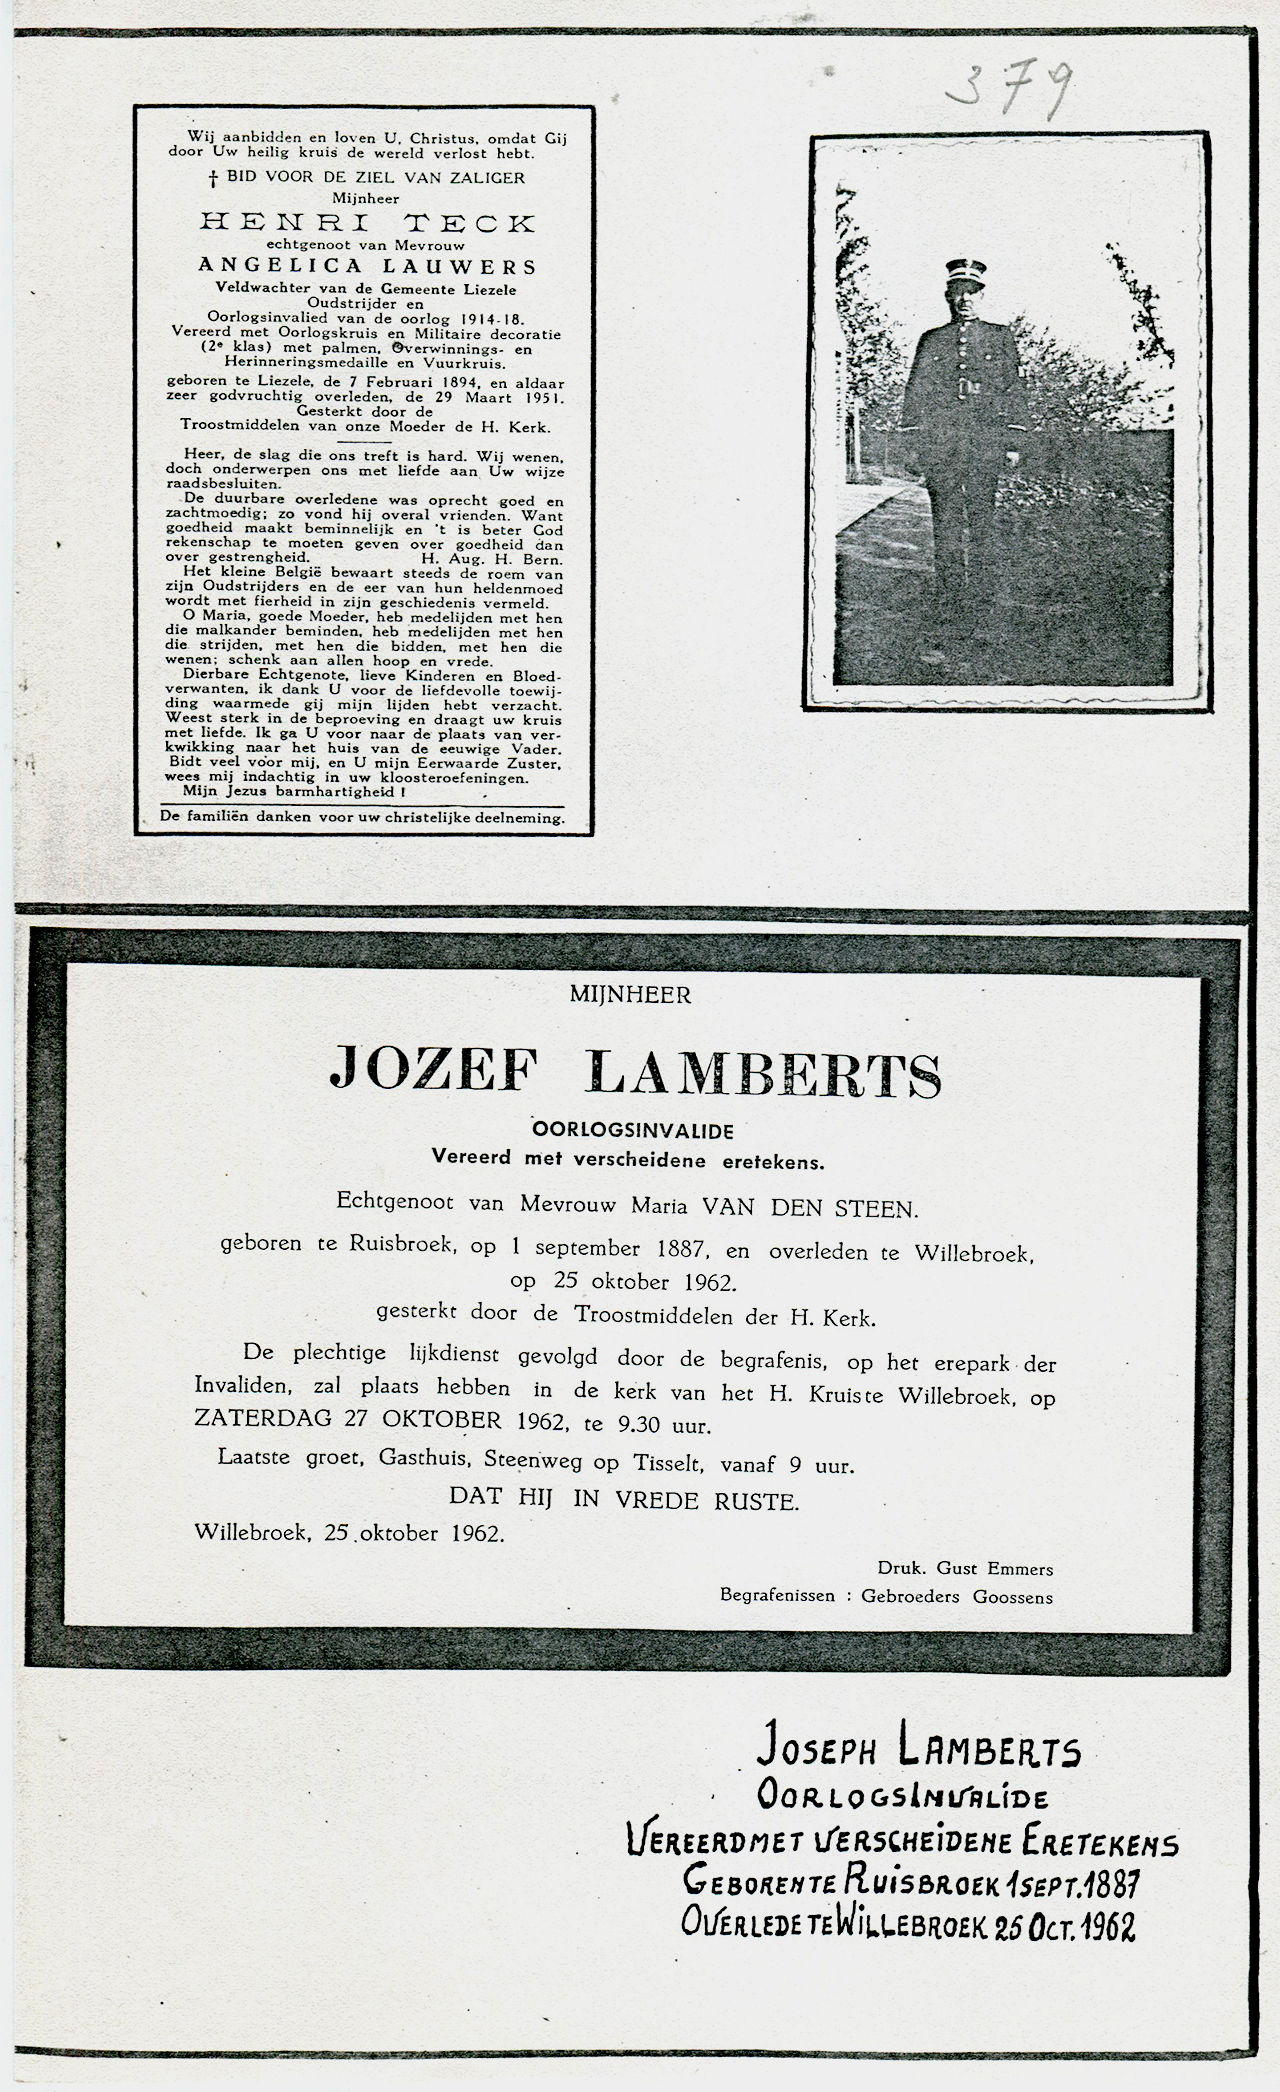 379
Wij aanbidden en loven U, Christus, omdat Gij
door Uw heilig kruis de wereld verlost hebt.
† BID VOOR DE ZIEL VAN ZALIGER
Mijnheer
HENRI TECK
echtgenoot van Mevrouw
ANGELICA LAUWERS
Veldwachter van de Gemeente Liezele
Oudstrijder en
Oorlogsinvalied van de oorlog 1914-18.
Vereerd met Oorlogskruis en Militaire decoratie
(2e klas) met palmen, Overwinnings- en
Herinneringsmedaille en Vuurkruis.
geboren te Liezele, de 7 Februari 1894, en aldaar
zeer godvruchtig overleden, de 29 Maart 1951.
Gesterkt door de
Troostmiddelen van onze Moeder de H. Kerk.
Heer, de slag die ons treft is hard. Wij wenen,
doch onderwerpen ons met liefde aan Uw wijze
raadsbesluiten.
De duurbare overledene was oprecht goed en
zachtmoedig; zo vond hij overal vrienden. Want
goedheid maakt beminnelijk en 't is beter God
rekenschap te moeten geven over goedheid dan
over gestrengheid. H. Aug. H. Bern.
Het kleine België bewaart steeds de roem van
zijn Oudstrijders en de eer van hun heldenmoed
wordt met fierheid in zijn geschiedenis vermeld.
O Maria, goede Moeder, heb medelijden met hen
die malkander beminden, heb medelijden met hen
die strijden, met hen die bidden, met hen die
wenen; schenk aan allen hoop en vrede.
Dierbare Echtgenote, lieve Kinderen en Bloed-
verwanten, ik dank U voor de liefdevolle toewij-
ding waarmede gij mijn lijden hebt verzacht.
Weest sterk in de beproeving en draagt uw kruis
met liefde. Ik ga U voor naar de plaats van ver-
kwikking naar het huis van de eeuwige Vader.
Bidt veel voor mij, en U mijn Eerwaarde Zuster,
wees mij indachtig in uw kloosteroefeningen.
Mijn Jezus barmhartigheid !
De familiën danken voor uw christelijke deelneming.
MIJNHEER
JOZEF LAMBERTS
OORLOGSINVALIDE
Vereerd met verscheidene eretekens.
Echtgenoot van Mevrouw Maria VAN DEN STEEN.
geboren te Ruisbroek, op 1 september 1887, en overleden te Willebroek,
op 25 oktober 1962.
gesterkt door de Troostmiddelen der H. Kerk.
De plechtige lijkdienst gevolgd door de begrafenis, op het erepark der
Invaliden, zal plaats hebben in de kerk van het H. Kruis te Willebroek, op
ZATERDAG 27 OKTOBER 1962, te 9.30 uur.
Laatste groet, Gasthuis, Steenweg op Tisselt, vanaf 9 uur.
DAT HIJ IN VREDE RUSTE.
Willebroek, 25 oktober 1962.
Druk. Gust Emmers
Begrafenissen : Gebroeders Goossens
JOSEPH LAMBERTS
OORLOGSINVALIDE
VEREERD MET VERSCHEIDENE ERETEKENS
GEBOREN TE RUISBROEK 1 SEPT. 1887
OVERLEDE TE WILLEBROEK 25 OCT. 1962